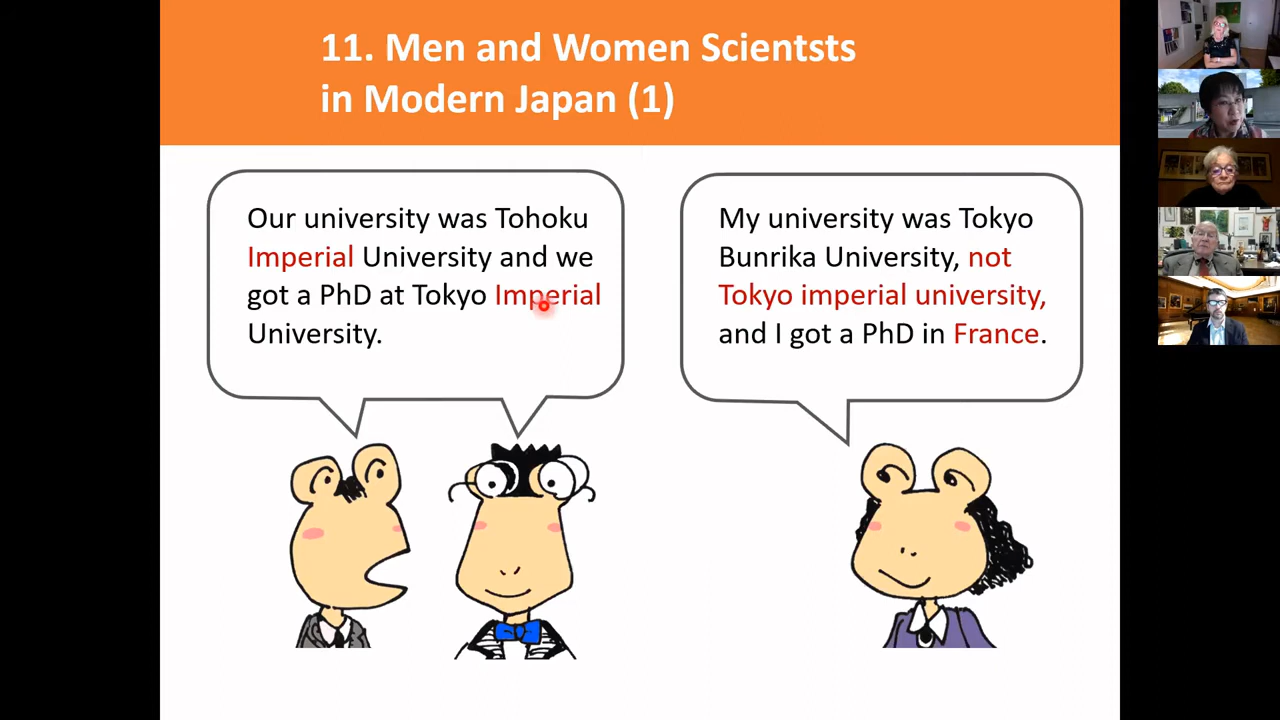 11. Men and Women Scientsts
in Modern Japan (1)
Our university was Tohoku
Imperial University and we
got a PhD at Tokyo Imperial
University.
My university was Tokyo
Bunrika University, not
Tokyo imperial university,
and I got a PhD in France.